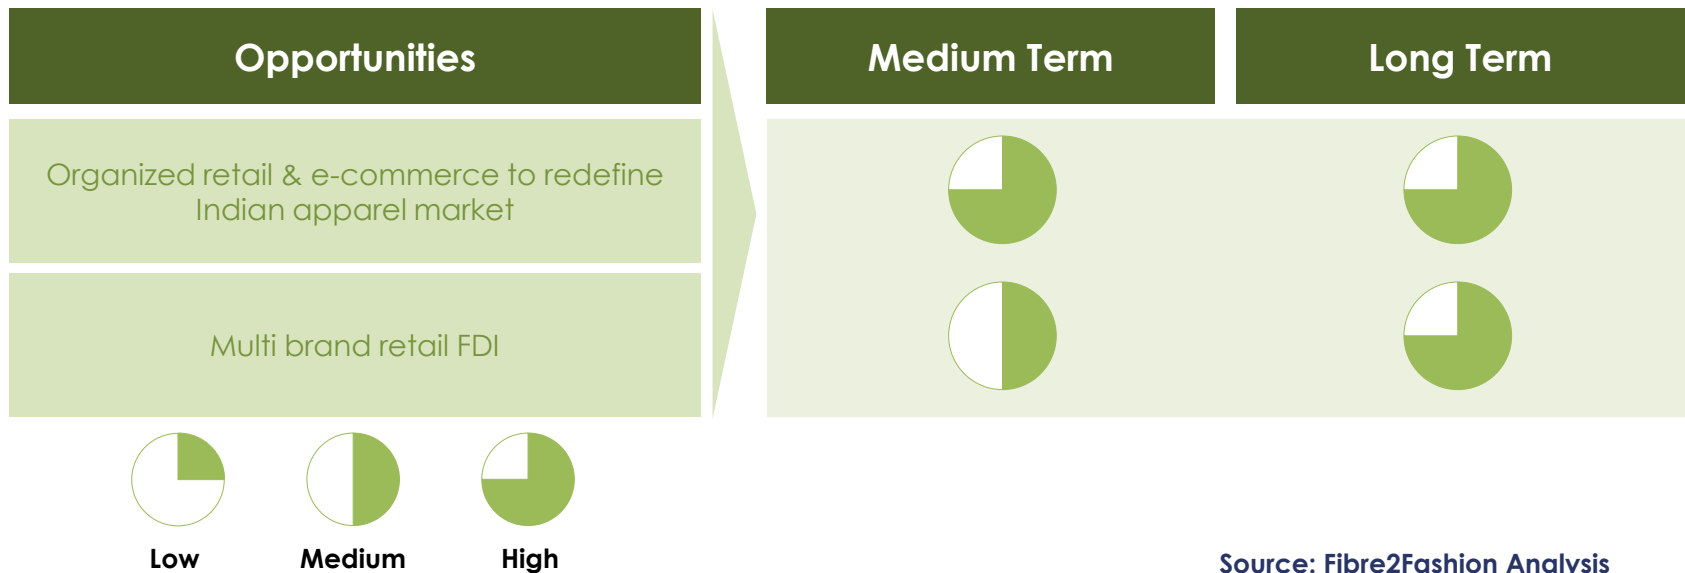 Opportunities
Medium Term
Long Term
Organized retail & e-commerce to redefine
Indian apparel market
Multi brand retail FDI
Low
Medium
High
Source: Fibre2Fashion Analysis